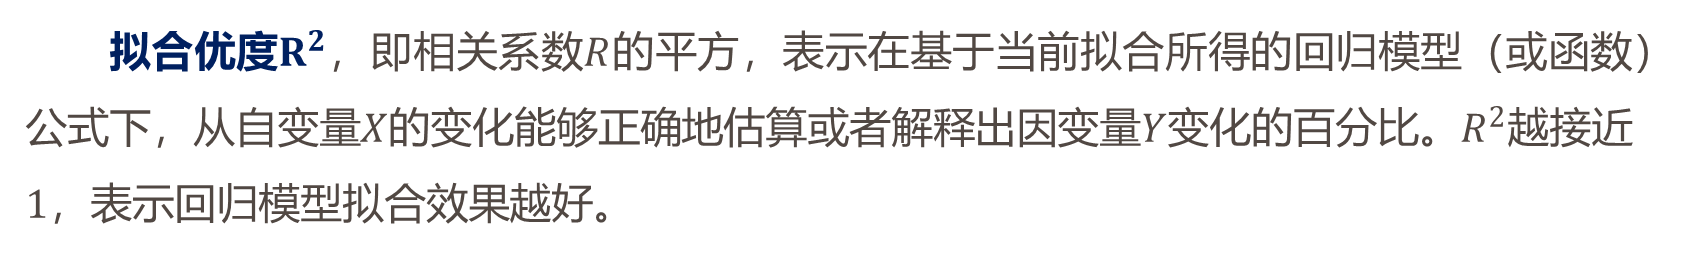 拟合优度R²，即相关系数R的平方，表示在基于当前拟合所得的回归模型（或函数）
公式下，从自变量X的变化能够正确地估算或者解释出因变量Y变化的百分比。R²越接近
1，表示回归模型拟合效果越好。